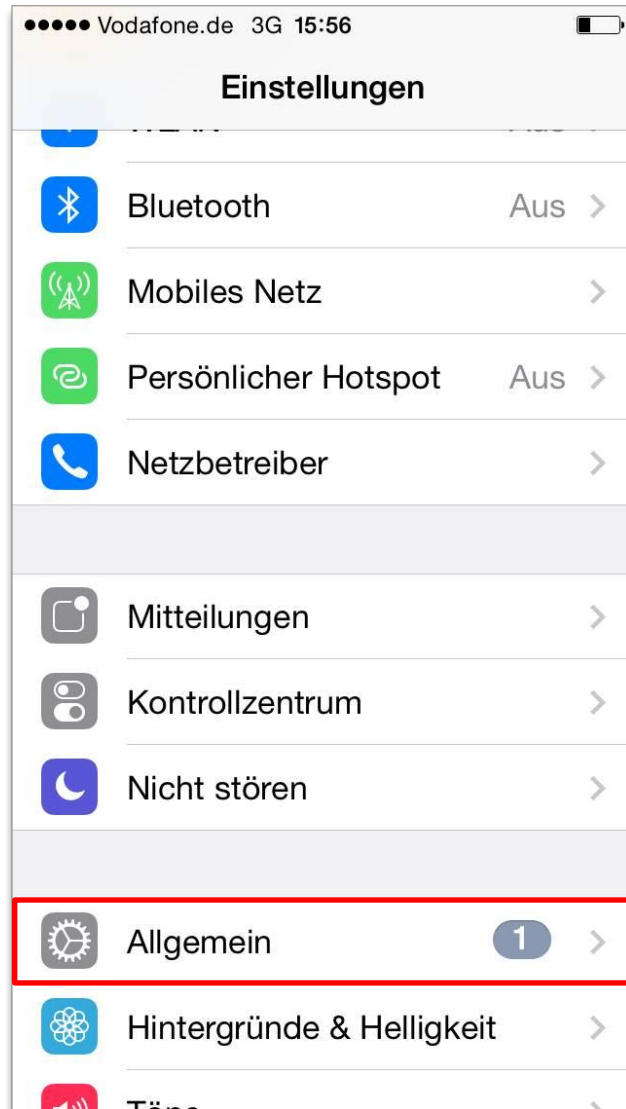 Vodafone.de 3G 15:56
Einstellungen
Bluetooth Aus
Mobiles Netz
Persönlicher Hotspot Aus
Netzbetreiber
Mitteilungen
Kontrollzentrum
Nicht stören
Allgemein 1
Hintergründe & Helligkeit